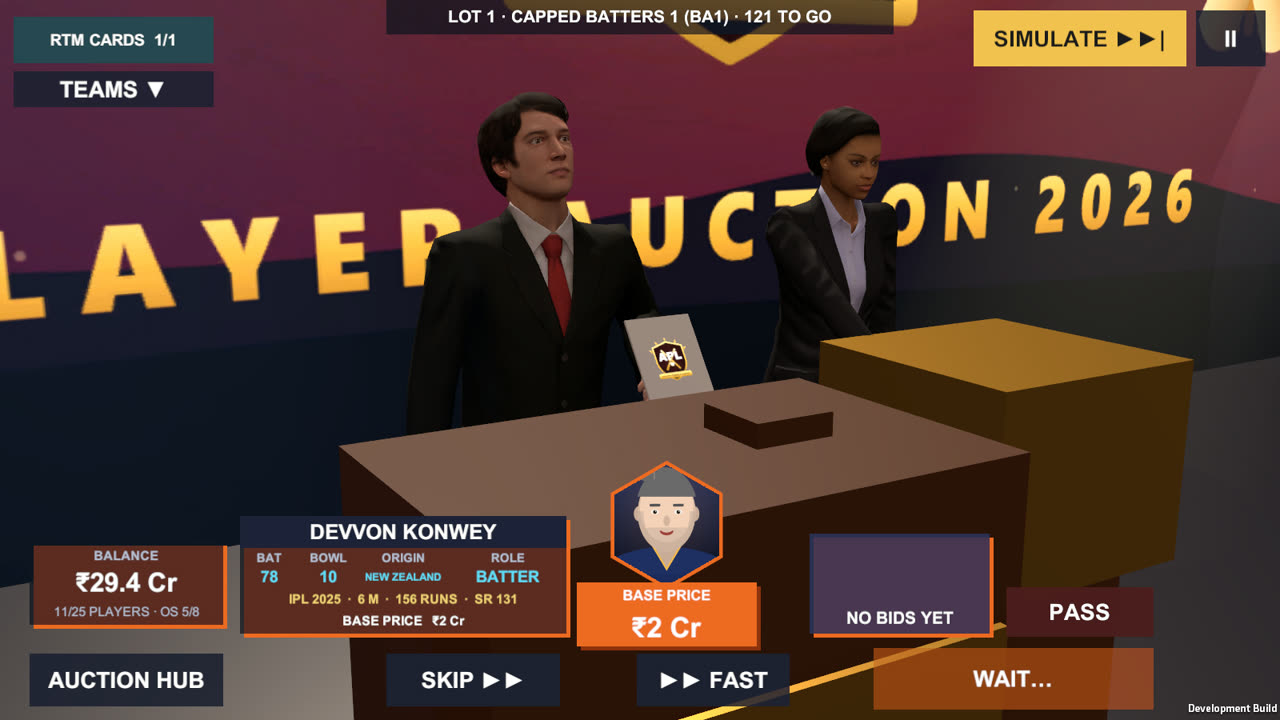 LOT 1 · CAPPED BATTERS 1 (BA1) · 121 TO GO
RTM CARDS 1/1
SIMULATE ►►|
II
TEAMS ▼
LAYER AUCTION 2026
APL
DEVVON KONWEY
BAT BOWL ORIGIN ROLE
78 10 NEW ZEALAND BATTER
IPL 2025 · 6 M · 156 RUNS · SR 131
BASE PRICE ₹2 Cr
BALANCE
₹29.4 Cr
11/25 PLAYERS · OS 5/8
BASE PRICE
₹2 Cr
NO BIDS YET
PASS
AUCTION HUB
SKIP ►►
►► FAST
WAIT...
Development Build